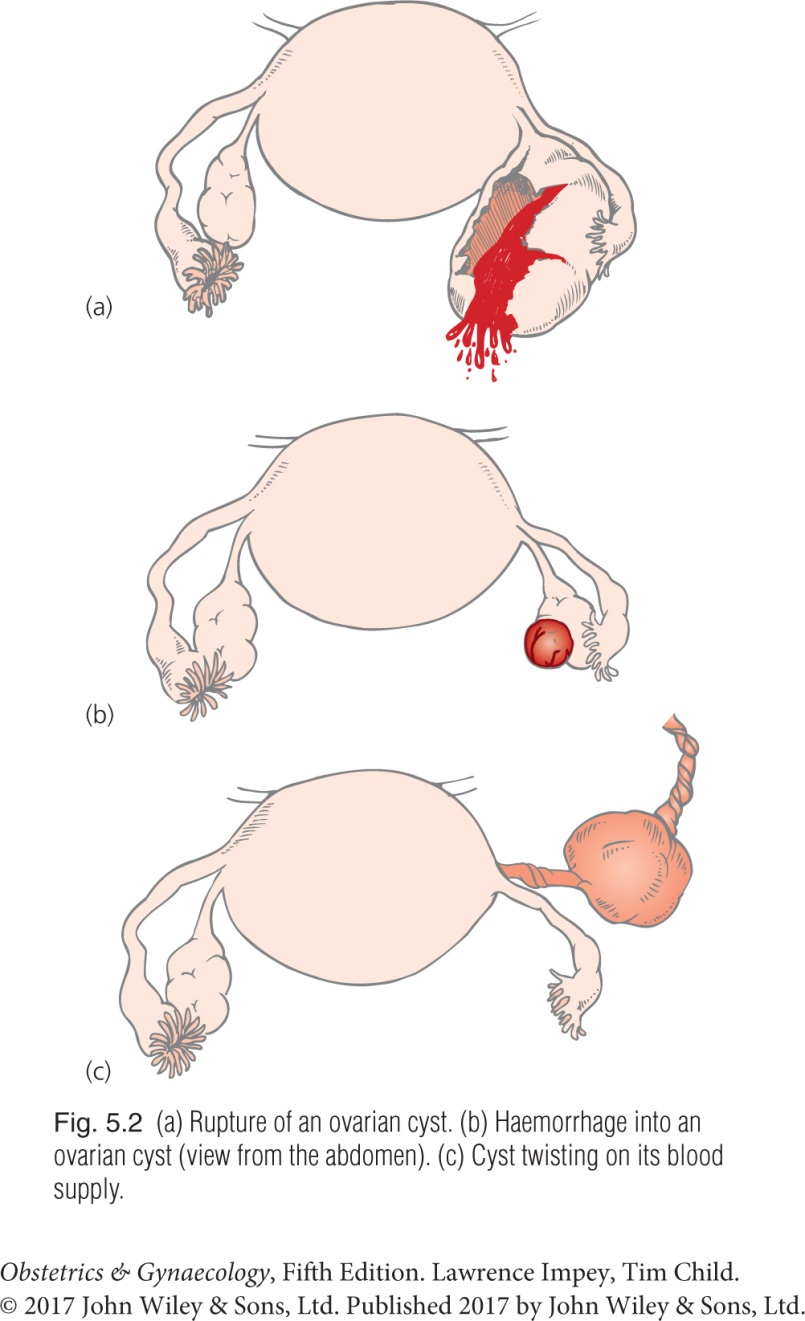 (a)
(b)
(c)
Fig. 5.2 (a) Rupture of an ovarian cyst. (b) Haemorrhage into an
ovarian cyst (view from the abdomen). (c) Cyst twisting on its blood
supply.
Obstetrics & Gynaecology, Fifth Edition. Lawrence Impey, Tim Child.
© 2017 John Wiley & Sons, Ltd. Published 2017 by John Wiley & Sons, Ltd.